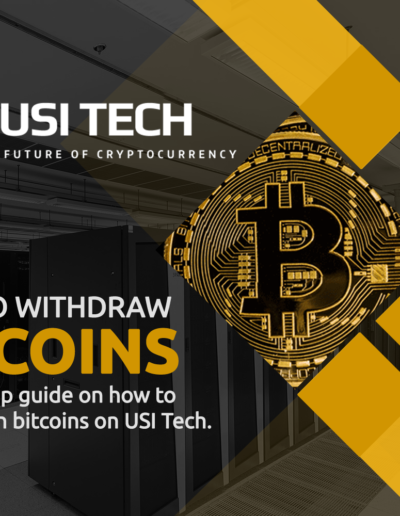 USI TECH
FUTURE OF CRYPTOCURRENCY
DECENTRALIZED
WITHDRAW
COINS
p guide on how to
bitcoins on USI Tech.